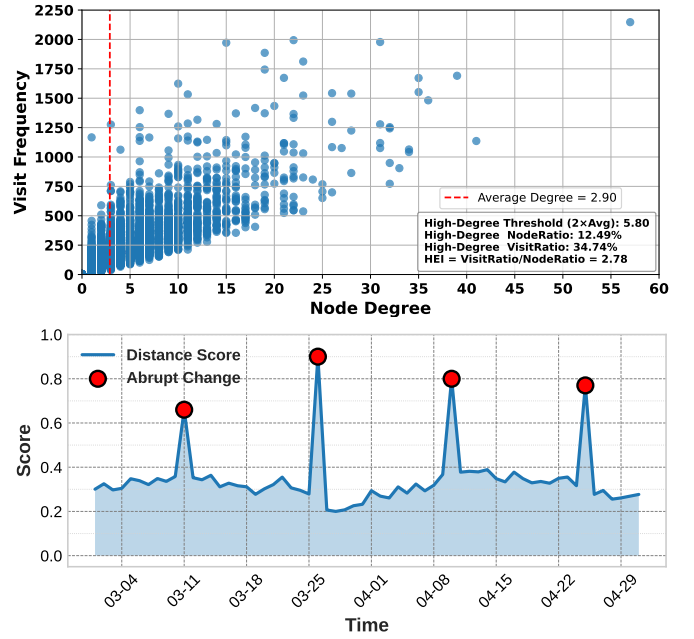 2250
2000
1750
1500
1250
1000
750
500
250
0
Visit Frequency
0 5 10 15 20 25 30 35 40 45 50 55 60
Node Degree
Average Degree = 2.90
High-Degree Threshold (2×Avg): 5.80
High-Degree NodeRatio: 12.49%
High-Degree VisitRatio: 34.74%
HEI = VisitRatio/NodeRatio = 2.78
1.0
0.8
0.6
0.4
0.2
0.0
Score
Distance Score
Abrupt Change
03-04 03-11 03-18 03-25 04-01 04-08 04-15 04-22 04-29
Time